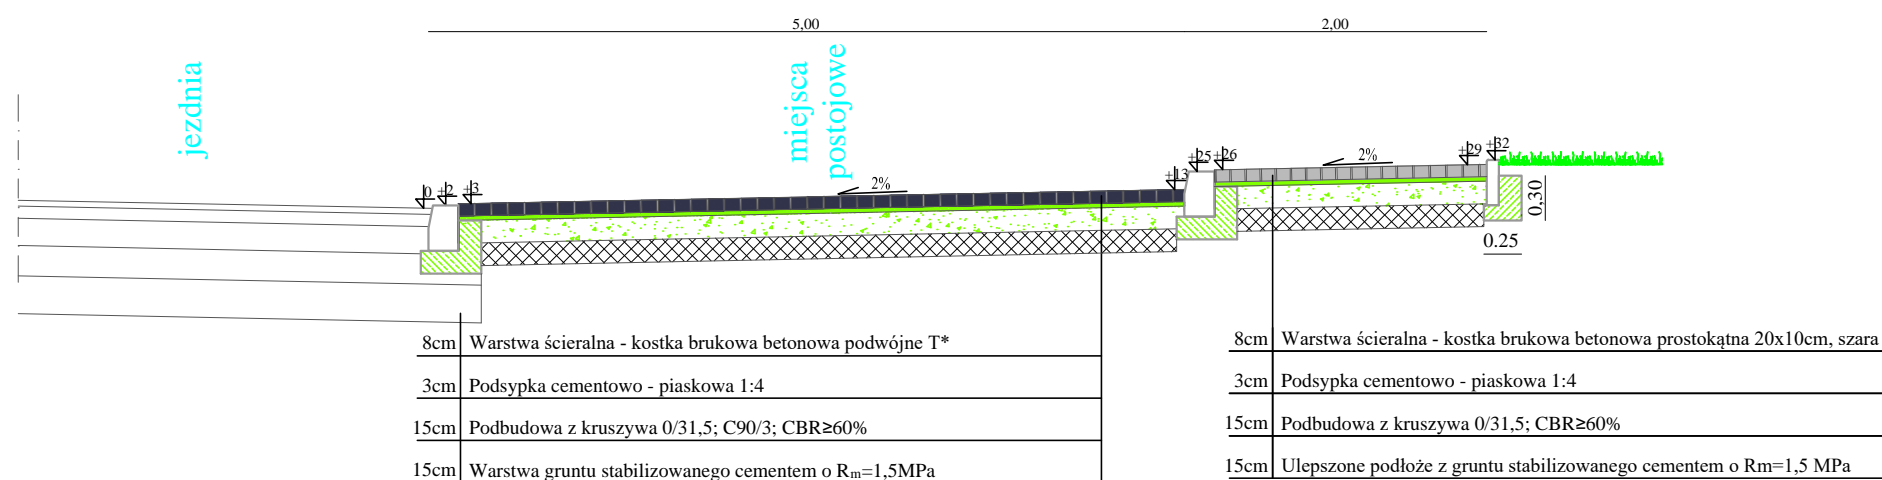 5,00
2,00
jezdnia
miejsca
postojowe
0
+2
+3
2%
+13
+25
+26
2%
+29
+32
0,30
0.25
8cm Warstwa ścieralna - kostka brukowa betonowa podwójne T*
3cm Podsypka cementowo - piaskowa 1:4
15cm Podbudowa z kruszywa 0/31,5; C90/3; CBR≥60%
15cm Warstwa gruntu stabilizowanego cementem o Rm=1,5MPa
8cm Warstwa ścieralna - kostka brukowa betonowa prostokątna 20x10cm, szara
3cm Podsypka cementowo - piaskowa 1:4
15cm Podbudowa z kruszywa 0/31,5; CBR≥60%
15cm Ulepszone podłoże z gruntu stabilizowanego cementem o Rm=1,5 MPa